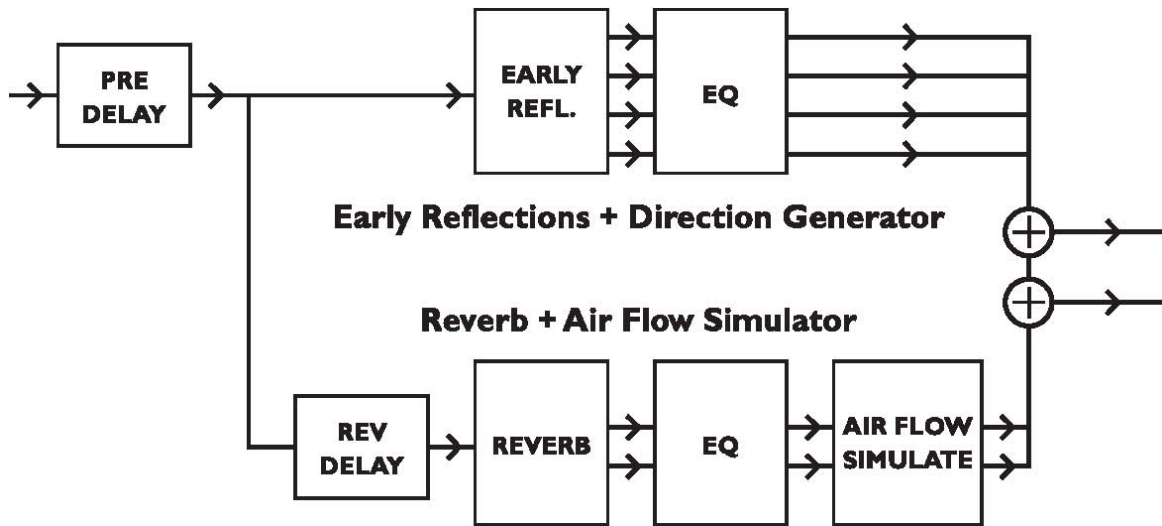 PRE
DELAY
EARLY
REFL.
EQ
Early Reflections + Direction Generator
Reverb + Air Flow Simulator
REV
DELAY
REVERB
EQ
AIR FLOW
SIMULATE